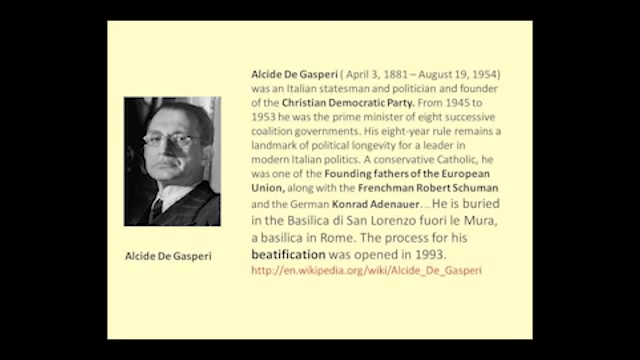 Alcide De Gasperi ( April 3, 1881 – August 19, 1954)
was an Italian statesman and politician and founder
of the Christian Democratic Party. From 1945 to
1953 he was the prime minister of eight successive
coalition governments. His eight-year rule remains a
landmark of political longevity for a leader in
modern Italian politics. A conservative Catholic, he
was one of the Founding fathers of the European
Union, along with the Frenchman Robert Schuman
and the German Konrad Adenauer. .. He is buried
in the Basilica di San Lorenzo fuori le Mura,
a basilica in Rome. The process for his
beatification was opened in 1993.
http://en.wikipedia.org/wiki/Alcide_De_Gasperi
Alcide De Gasperi